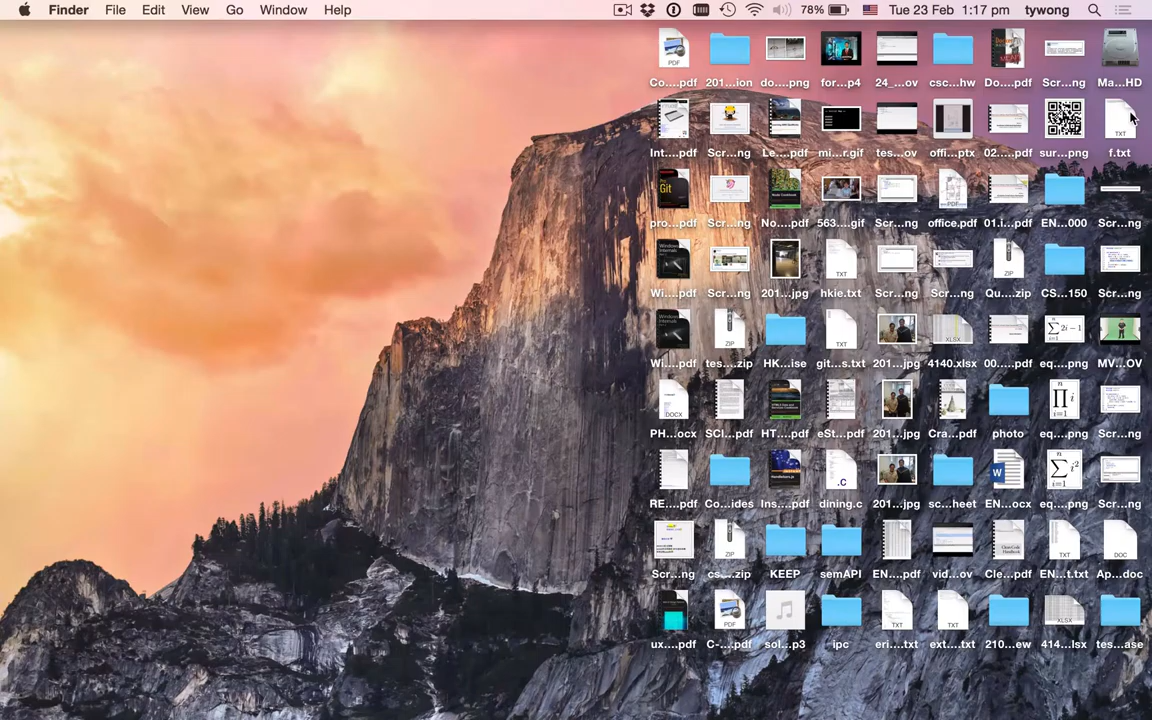 Finder File Edit View Go Window Help 78% Tue 23 Feb 1:17 pm tywong
Co....pdf 201...ion do....png for...p4 24_...ov csc....hw Do....pdf Scr...ng Ma...HD
Int....pdf Scr...ng Le....pdf mi...r.gif tes...ov offi...ptx 02....pdf sur...png f.txt
pro....pdf Scr...ng No....pdf 563....gif Scr...ng office.pdf 01.i...pdf EN...000 Scr...ng
Wi....pdf Scr...ng 201...jpg hkie.txt Scr...ng Scr...ng Qu....zip CS...150 Scr...ng
Wi....pdf tes....zip HK...ise git...s.txt 201...jpg 4140.xlsx 00....pdf eq....png MV...OV
PH...ocx SCI...pdf HT....pdf eSt...pdf 201...jpg Cra...pdf photo eq....png Scr...ng
RE....pdf Co...ides Ins....pdf dining.c 201...jpg sc...heet EN...ocx eq....png Scr...ng
Scr...ng cs....zip KEEP semAPI EN...pdf vid...ov Cle...pdf EN...t.txt Ap...doc
ux....pdf C-....pdf sol...p3 ipc eri....txt ext....txt 210...ew 414...lsx tes...ase